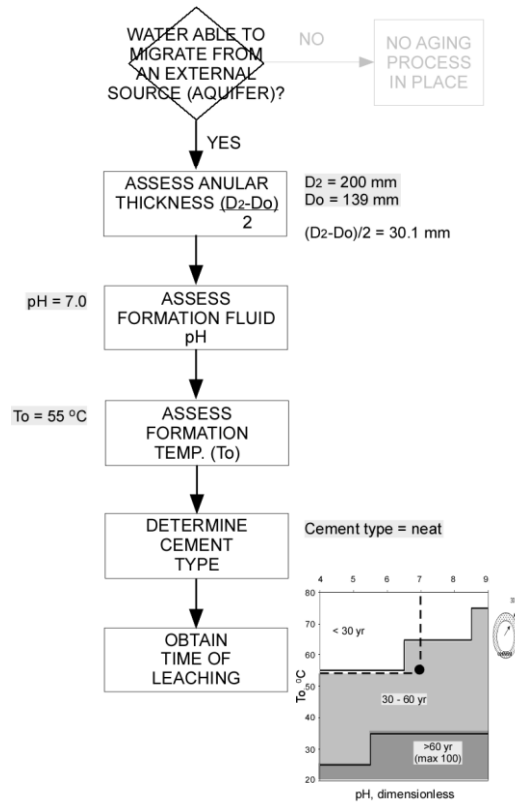 WATER ABLE TO
MIGRATE FROM
AN EXTERNAL
SOURCE (AQUIFER)?
NO
NO AGING
PROCESS
IN PLACE
YES
ASSESS ANULAR
THICKNESS (D2-Do)
2
D2 = 200 mm
Do = 139 mm
(D2-Do)/2 = 30.1 mm
pH = 7.0
ASSESS
FORMATION FLUID
pH
To = 55 ºC
ASSESS
FORMATION
TEMP. (To)
DETERMINE
CEMENT
TYPE
Cement type = neat
OBTAIN
TIME OF
LEACHING
4 5 6 7 8 9
80
70
60
50
40
30
20
To, ºC
< 30 yr
30 - 60 yr
>60 yr
(max 100)
pH, dimensionless